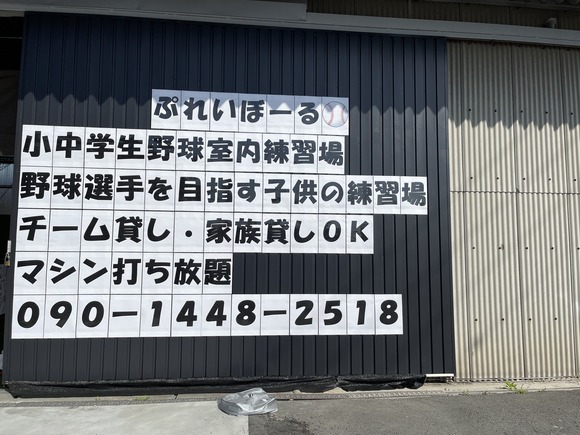 ぷれいぼーる
小中学生野球室内練習場
野球選手を目指す子供の練習場
チーム貸し・家族貸しOK
マシン打ち放題
090-1448-2518